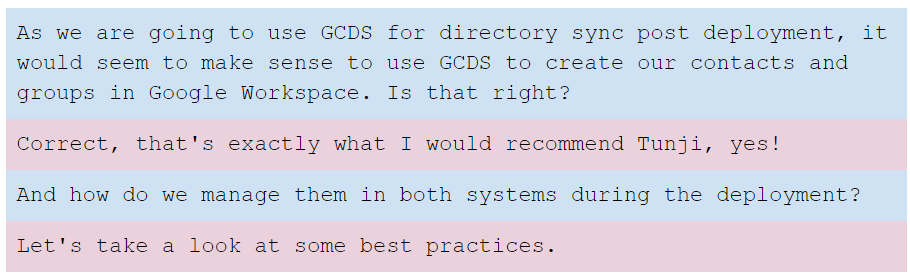 As we are going to use GCDS for directory sync post deployment, it
would seem to make sense to use GCDS to create our contacts and
groups in Google Workspace. Is that right?
Correct, that's exactly what I would recommend Tunji, yes!
And how do we manage them in both systems during the deployment?
Let's take a look at some best practices.